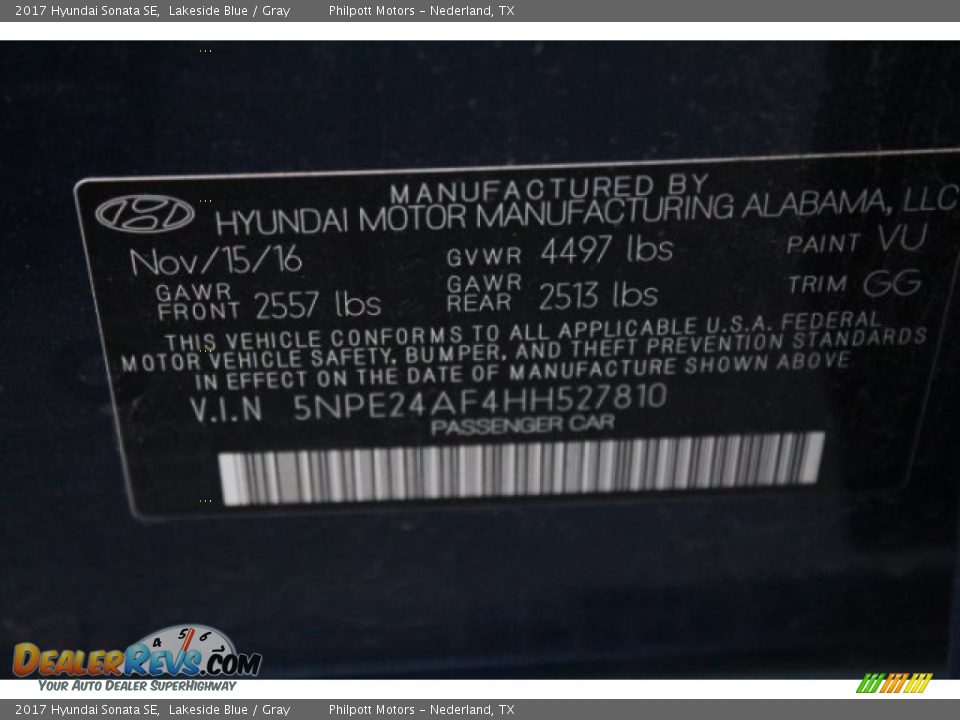 2017 Hyundai Sonata SE, Lakeside Blue / Gray Philpott Motors - Nederland, TX
MANUFACTURED BY
HYUNDAI MOTOR MANUFACTURING ALABAMA, LLC
Nov/15/16 GVWR 4497 lbs PAINT VU
GAWR FRONT 2557 lbs GAWR REAR 2513 lbs TRIM GG
THIS VEHICLE CONFORMS TO ALL APPLICABLE U.S.A. FEDERAL
MOTOR VEHICLE SAFETY, BUMPER, AND THEFT PREVENTION STANDARDS
IN EFFECT ON THE DATE OF MANUFACTURE SHOWN ABOVE
V.I.N 5NPE24AF4HH527810
PASSENGER CAR
4 5 6
DEALERREVS.COM
YOUR AUTO DEALER SUPERHIGHWAY
2017 Hyundai Sonata SE, Lakeside Blue / Gray Philpott Motors - Nederland, TX